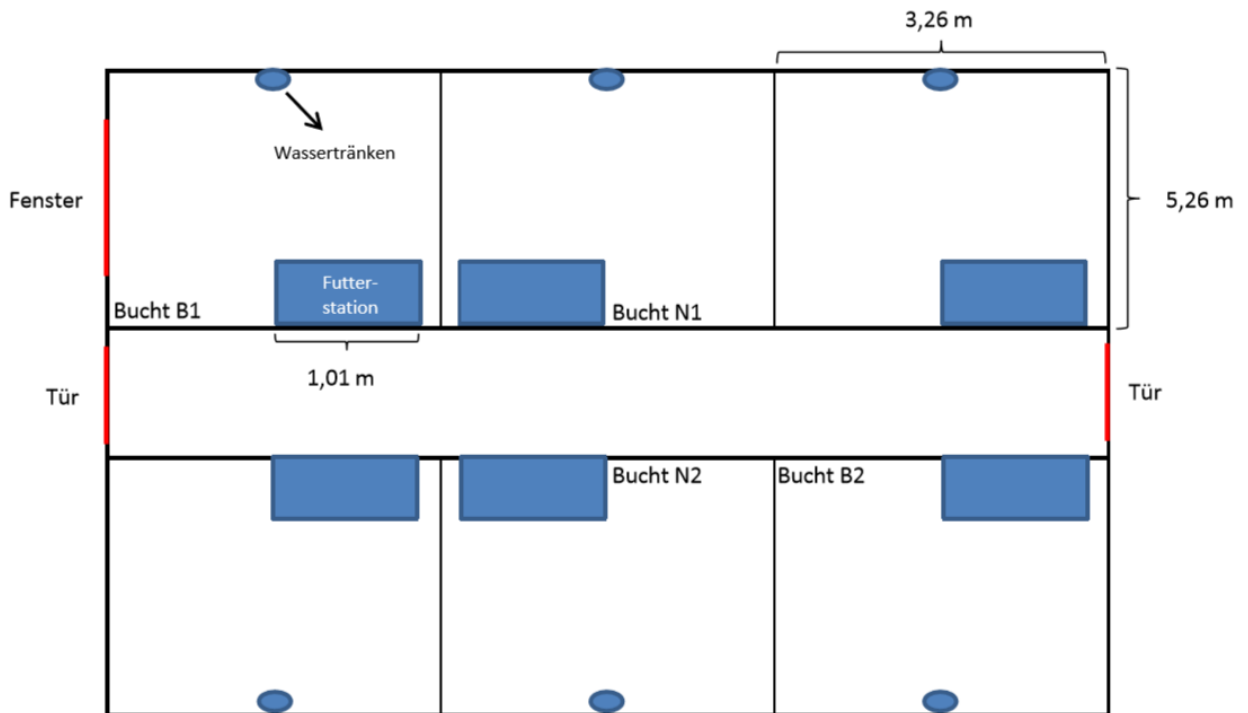 3,26 m
Wassertränken
Fenster
5,26 m
Futter-
station
Bucht B1
Bucht N1
1,01 m
Tür
Tür
Bucht N2
Bucht B2